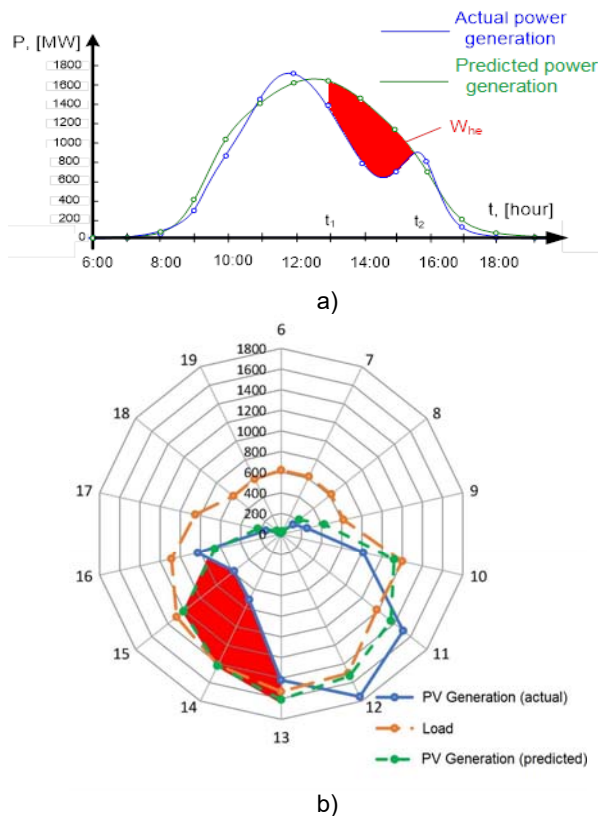 P, [MW]
Actual power
generation
Predicted power
generation
1800
1600
1400
1200
1000
800
600
400
200
0
W_he
t, [hour]
t₁
t₂
6:00
8:00
10:00
12:00
14:00
16:00
18:00
a)
6
7
8
9
10
11
12
13
14
15
16
17
18
19
1800
1600
1400
1200
1000
800
600
400
200
0
PV Generation (actual)
Load
PV Generation (predicted)
b)